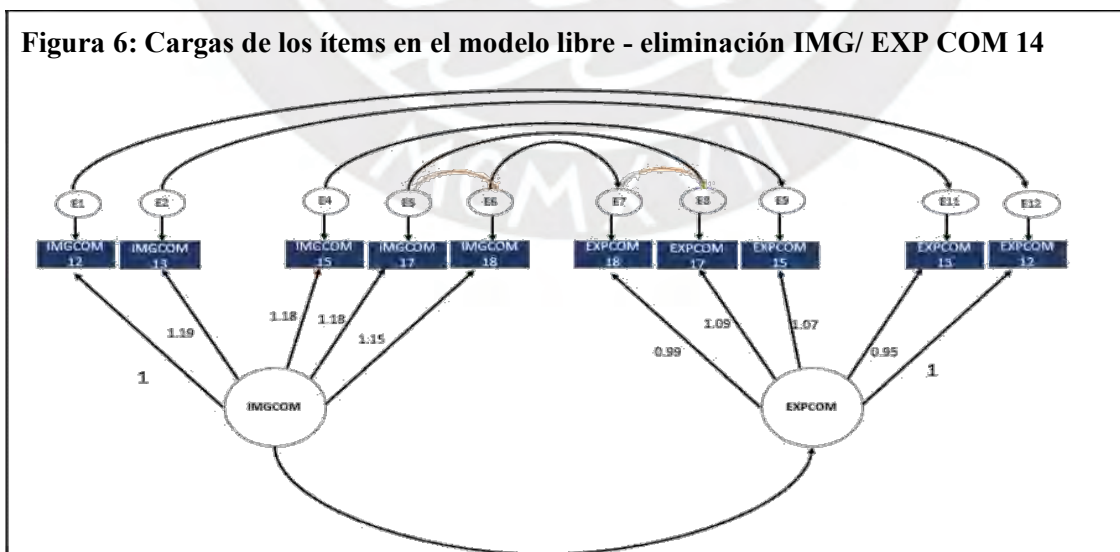 Figura 6: Cargas de los ítems en el modelo libre - eliminación IMG/ EXP COM 14
E1 E2 E4 E5 E6 E7 E8 E9 E11 E12
IMGCOM 12
IMGCOM 13
IMGCOM 15
IMGCOM 17
IMGCOM 18
EXPCOM 18
EXPCOM 17
EXPCOM 15
EXPCOM 13
EXPCOM 12
1 1.19 1.18 1.18 1.15 0.99 1.09 1.07 0.95 1
IMGCOM EXPCOM